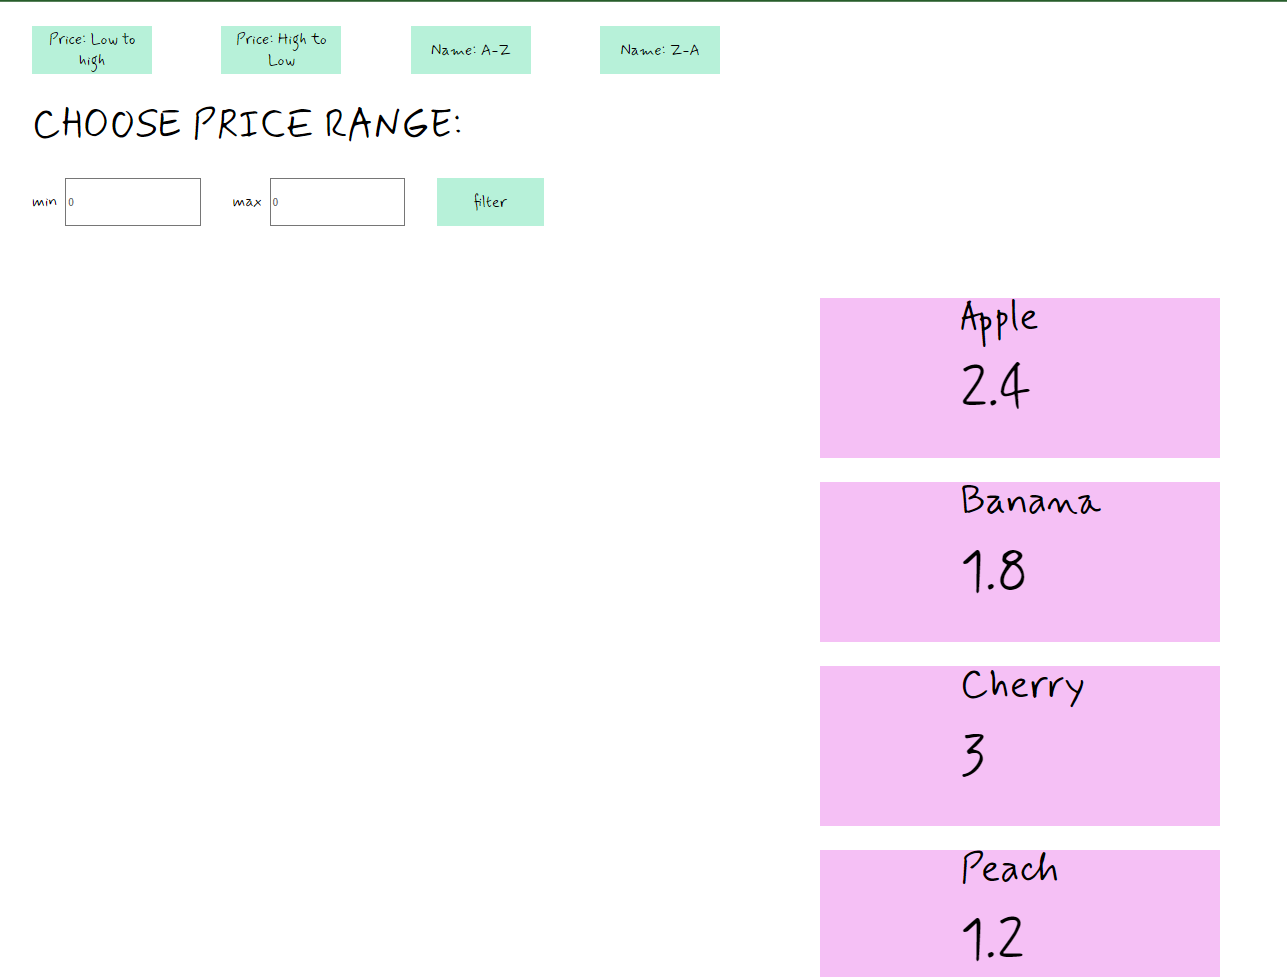 Price: Low to
high
Price: High to
Low
Name: A-Z
Name: Z-A
CHOOSE PRICE RANGE:
min 0 max 0 filter
Apple
2.4
Banana
1.8
Cherry
3
Peach
1.2